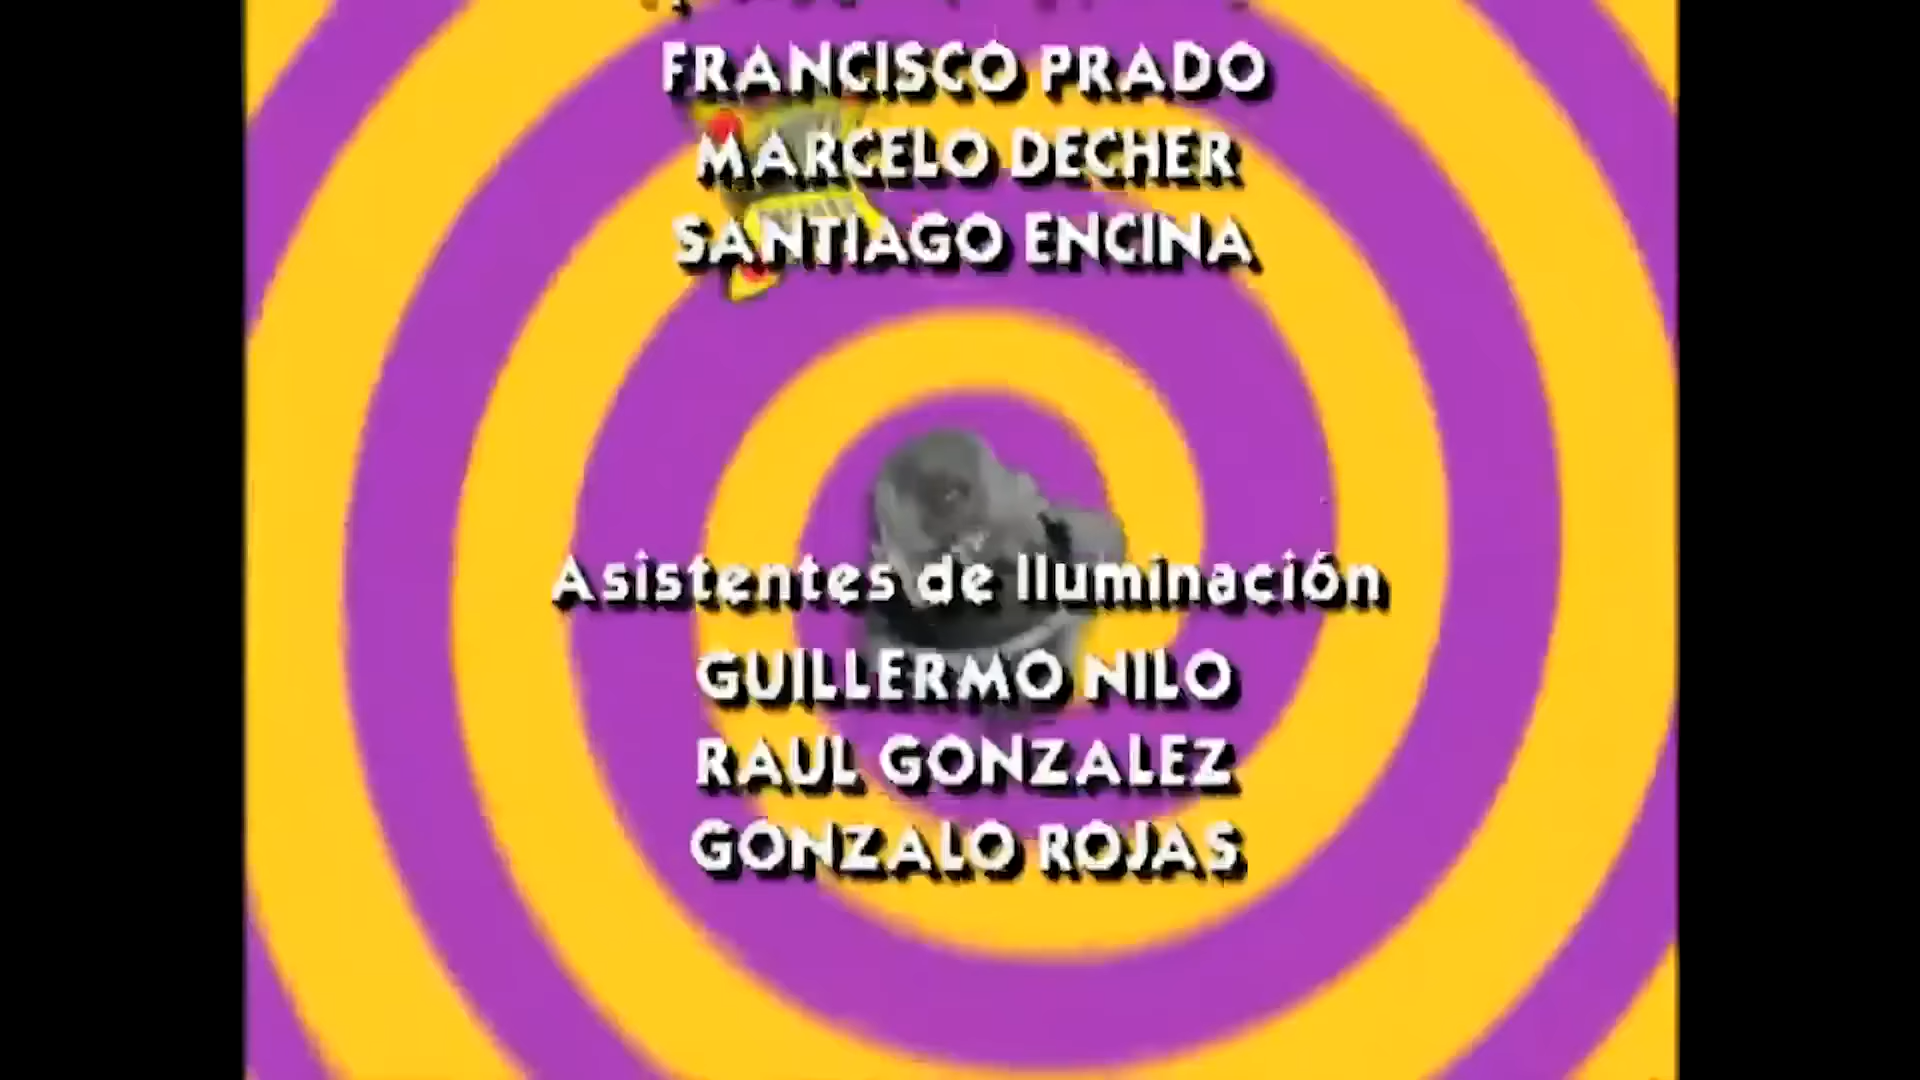 FRANCISCO PRADO
MARCELO DECHER
SANTIAGO ENCINA
Asistentes de Iluminación
GUILLERMO NILO
RAUL GONZALEZ
GONZALO ROJAS